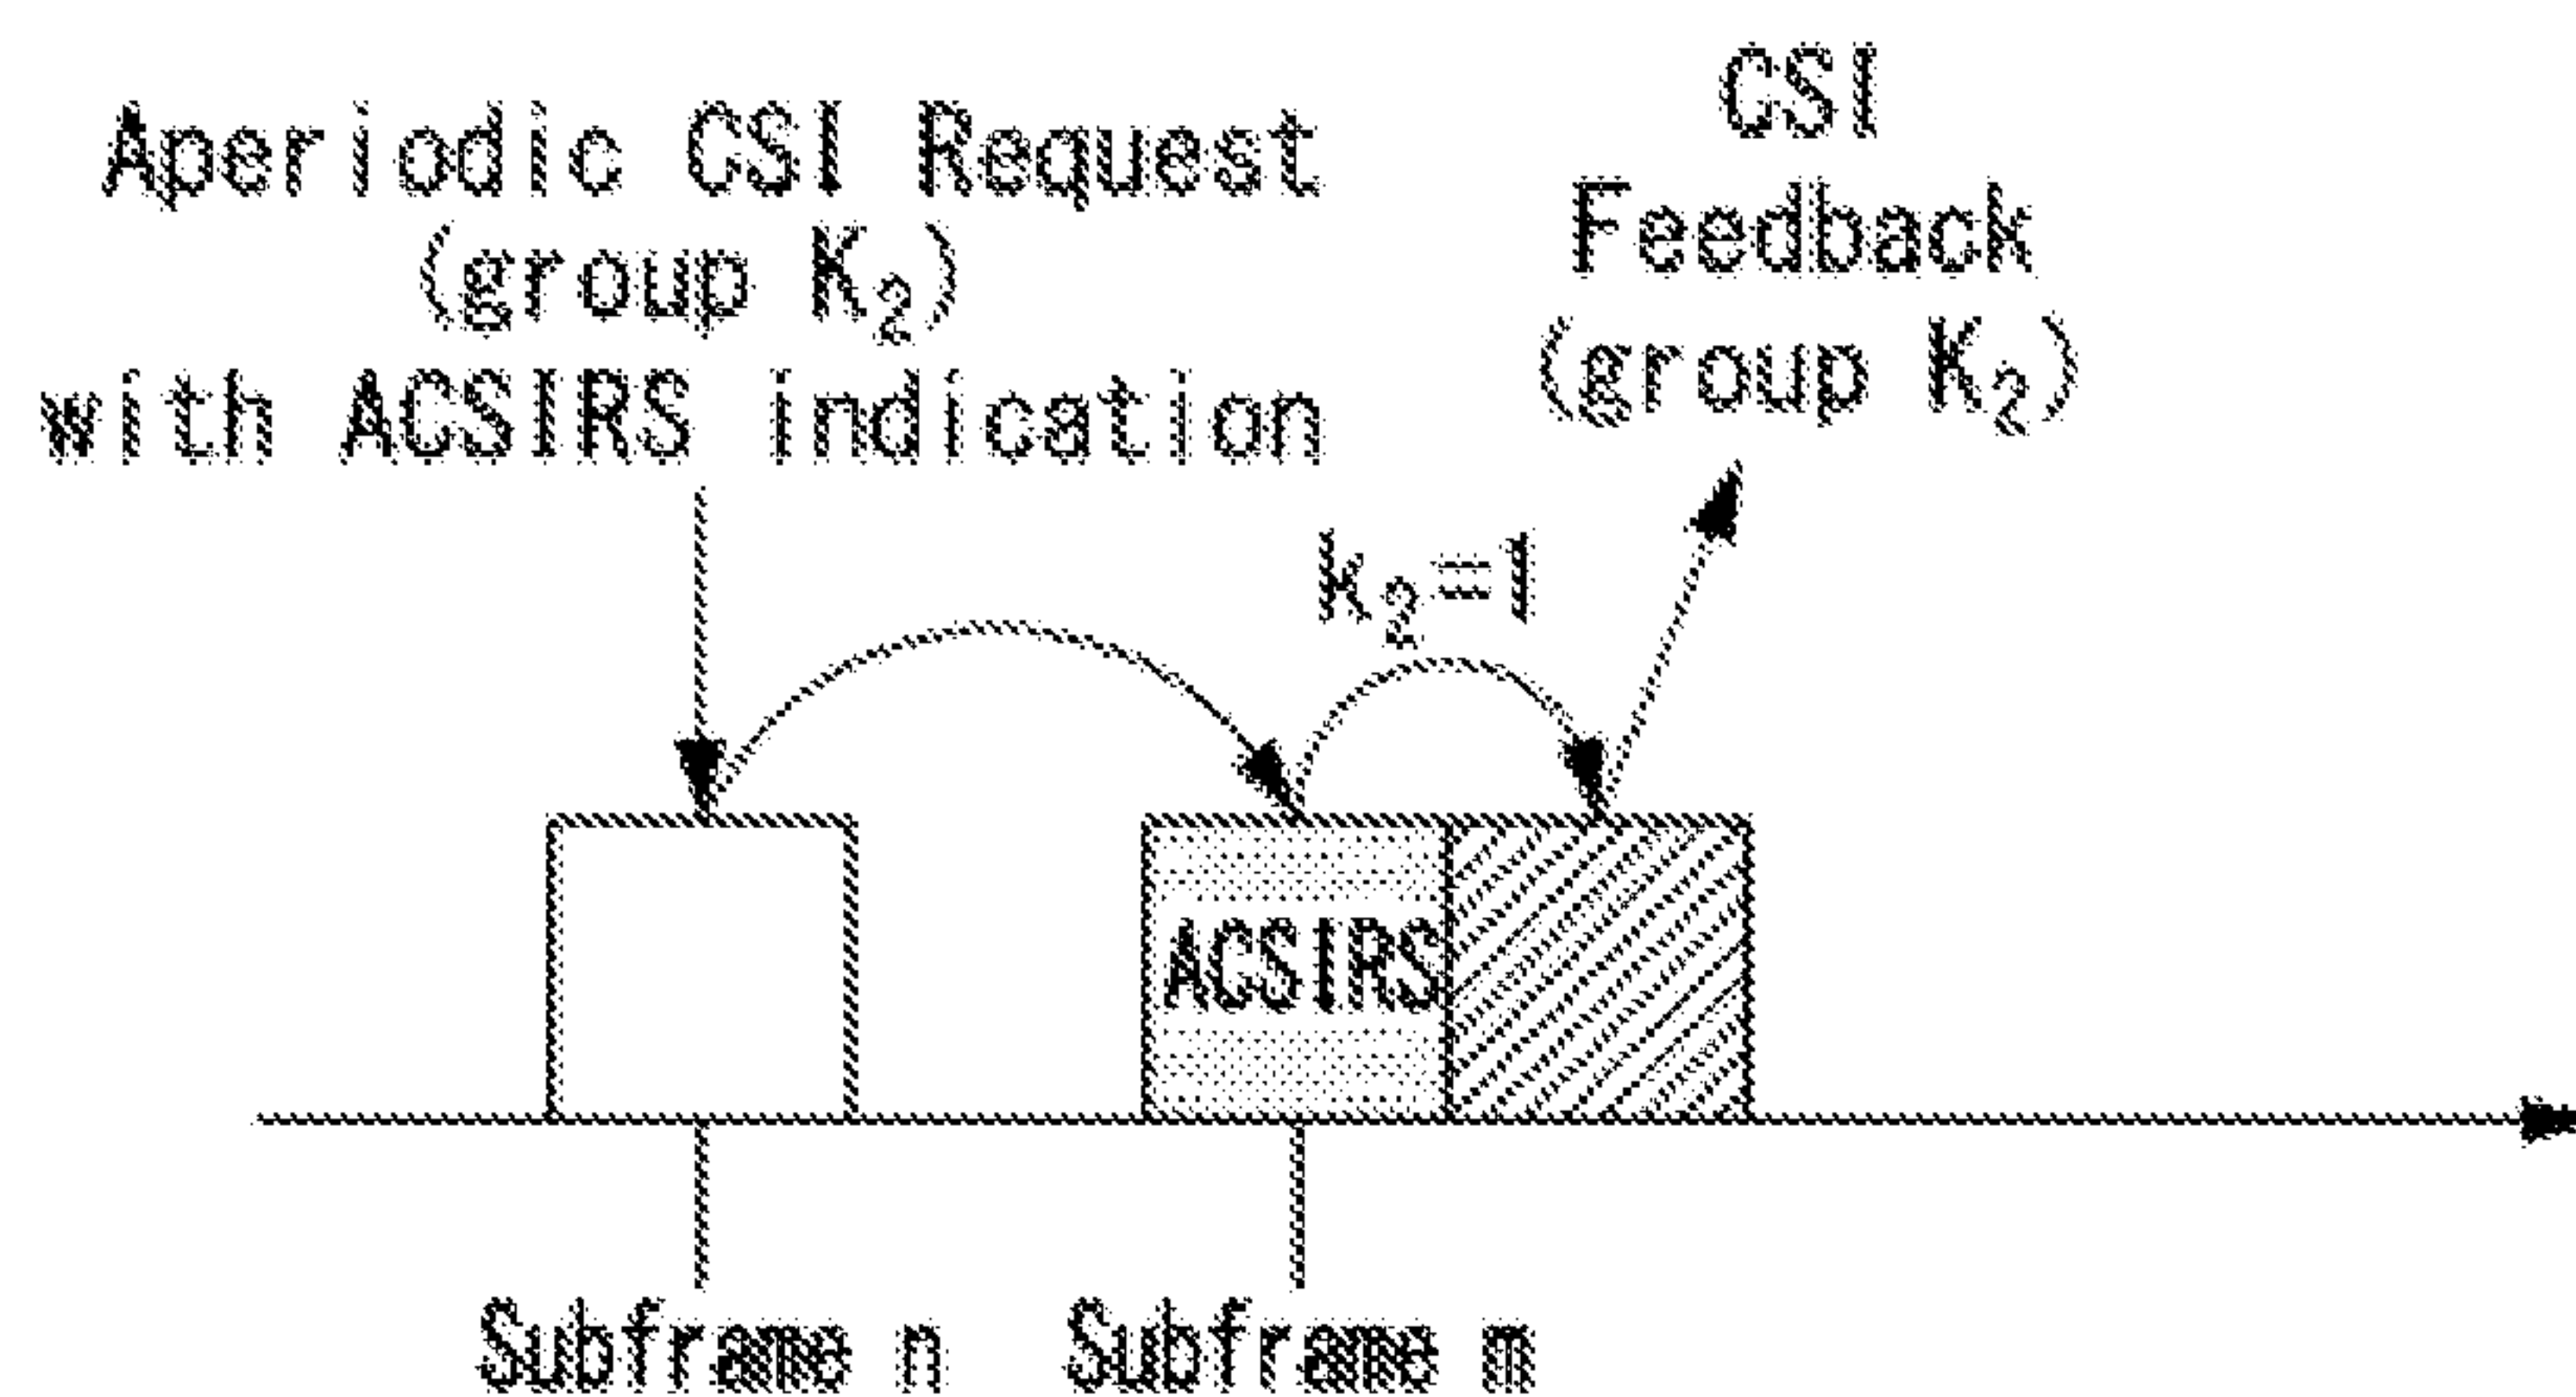 Aperiodic CSI Request
(group K₂)
with ACSIRS indication
CSI
Feedback
(group K₂)
k₂=1
ACSIRS
Subframe n
Subframe m